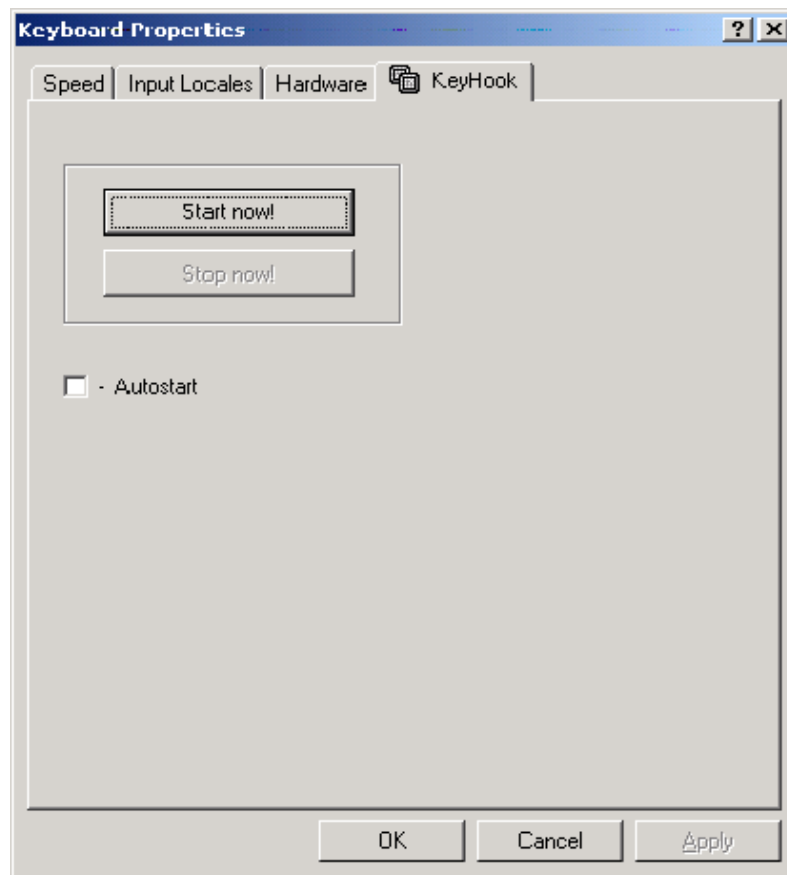 Keyboard Properties
Speed Input Locales Hardware KeyHook
Start now!
Stop now!
- Autostart
OK Cancel Apply